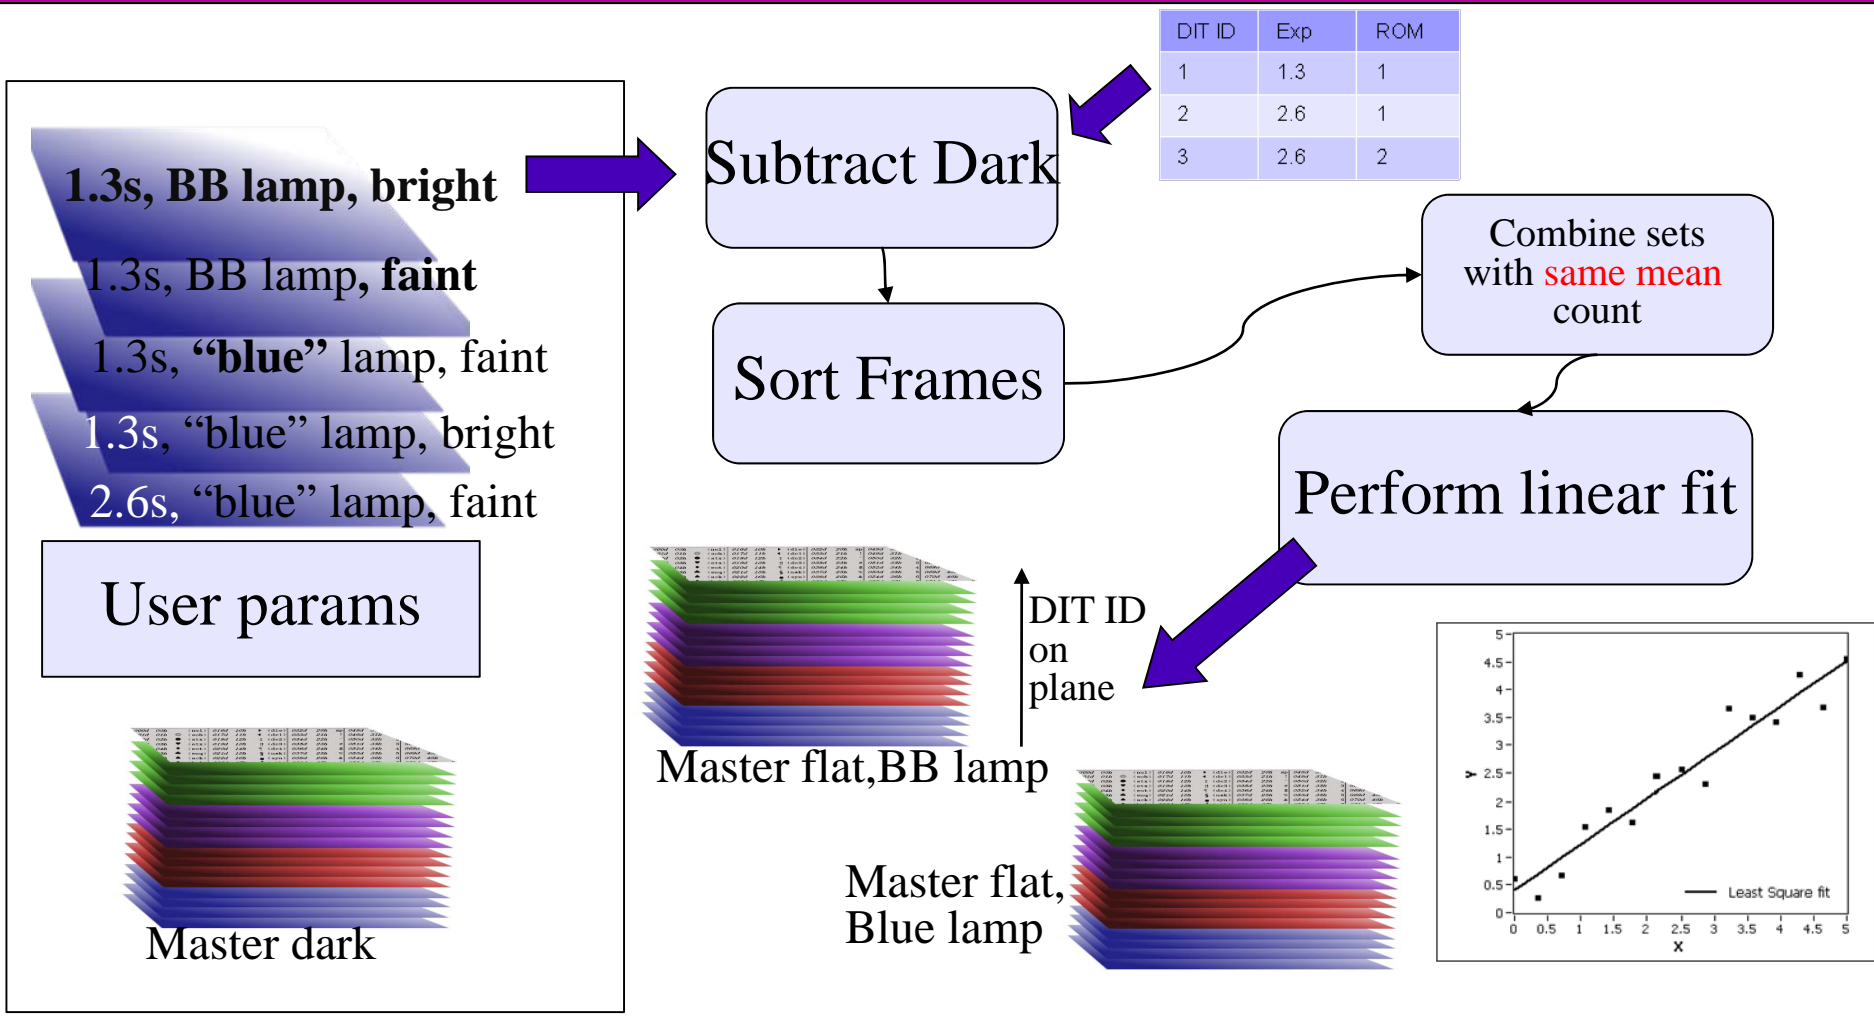 DIT ID Exp ROM
1 1.3 1
2 2.6 1
3 2.6 2
1.3s, BB lamp, bright
1.3s, BB lamp, faint
1.3s, “blue” lamp, faint
1.3s, “blue” lamp, bright
2.6s, “blue” lamp, faint
User params
Master dark
Subtract Dark
Sort Frames
Combine sets
with same mean
count
Perform linear fit
DIT ID
on
plane
Master flat,BB lamp
Master flat,
Blue lamp
5
4.5
4
3.5
3
2.5
2
1.5
1
0.5
0
Y
Least Square fit
0 0.5 1 1.5 2 2.5 3 3.5 4 4.5 5
X